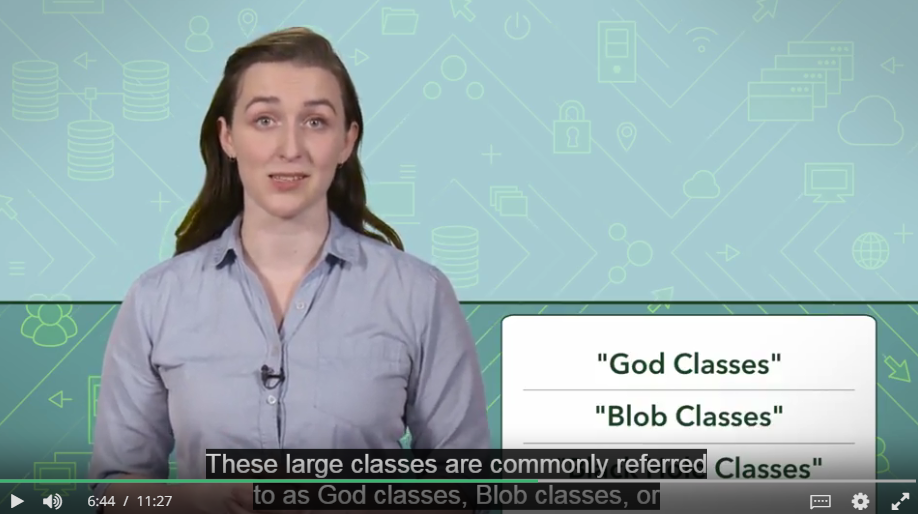 "God Classes"
"Blob Classes"
Classes"
These large classes are commonly referred
to as God classes, Blob classes, or
6:44 / 11:27